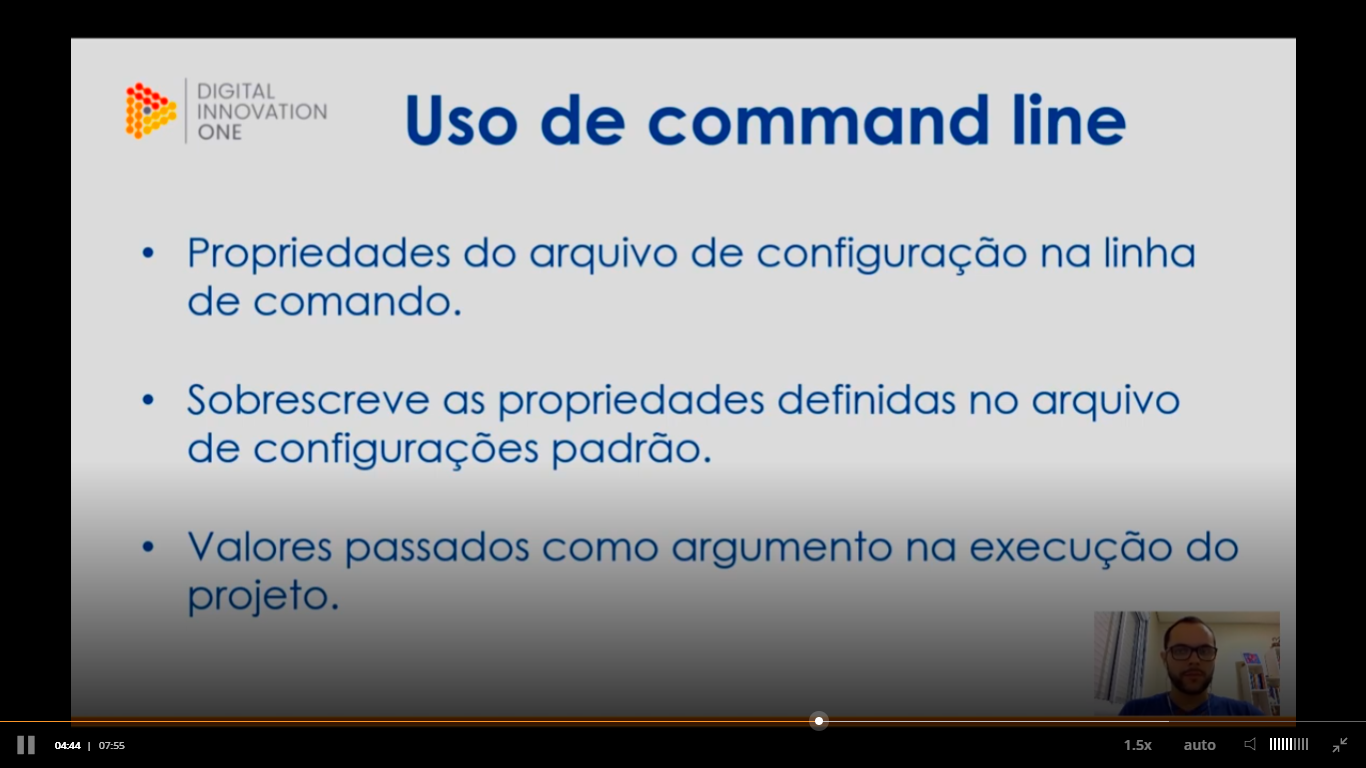 DIGITAL
INNOVATION
ONE
Uso de command line
• Propriedades do arquivo de configuração na linha
de comando.
• Sobrescreve as propriedades definidas no arquivo
de configurações padrão.
• Valores passados como argumento na execução do
projeto.
04:44 | 07:55
1.5x
auto